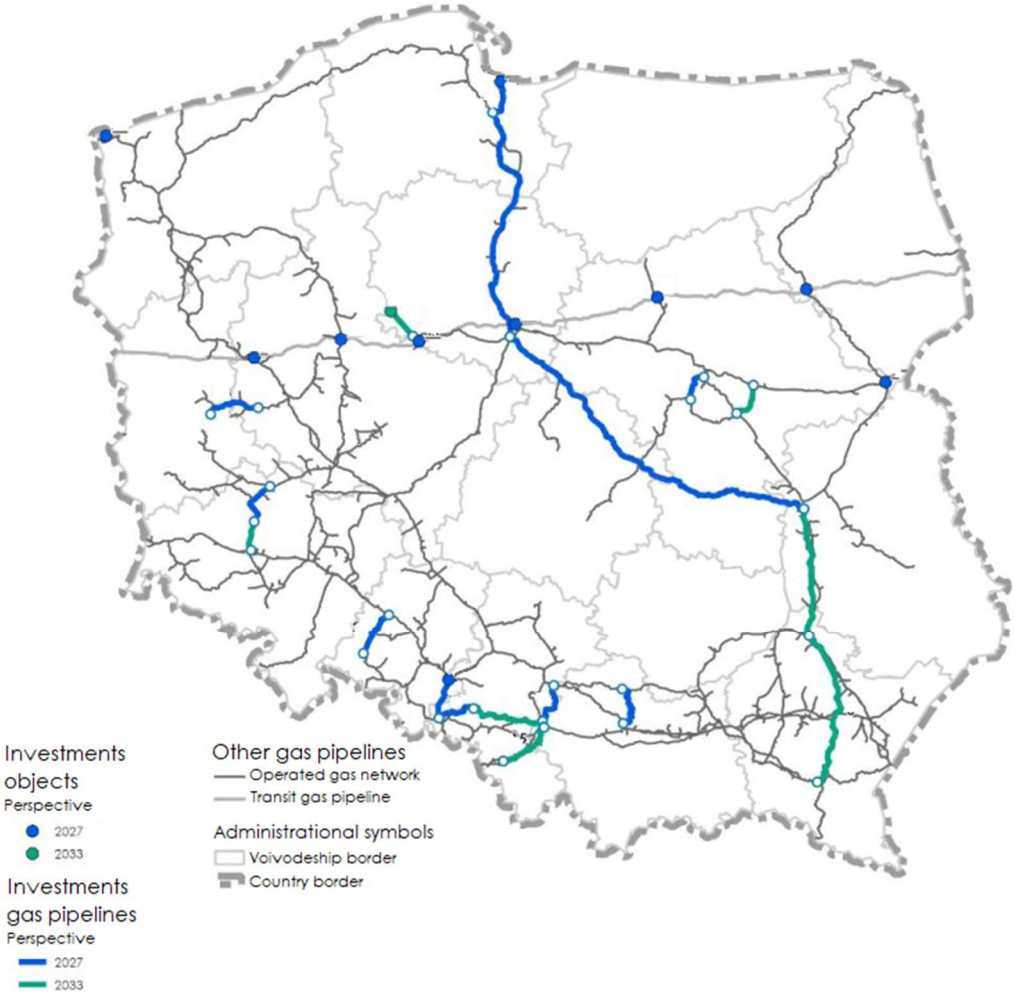 Investments
objects
Perspective
2027
2033
Investments
gas pipelines
Perspective
2027
2033
Other gas pipelines
Operated gas network
Transit gas pipeline
Administrational symbols
Voivodeship border
Country border